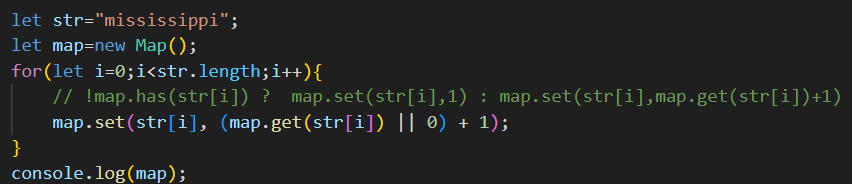 let str="mississippi";
let map=new Map();
for(let i=0;i<str.length;i++){
    // !map.has(str[i]) ?  map.set(str[i],1) : map.set(str[i],map.get(str[i])+1)
    map.set(str[i], (map.get(str[i]) || 0) + 1);
}
console.log(map);